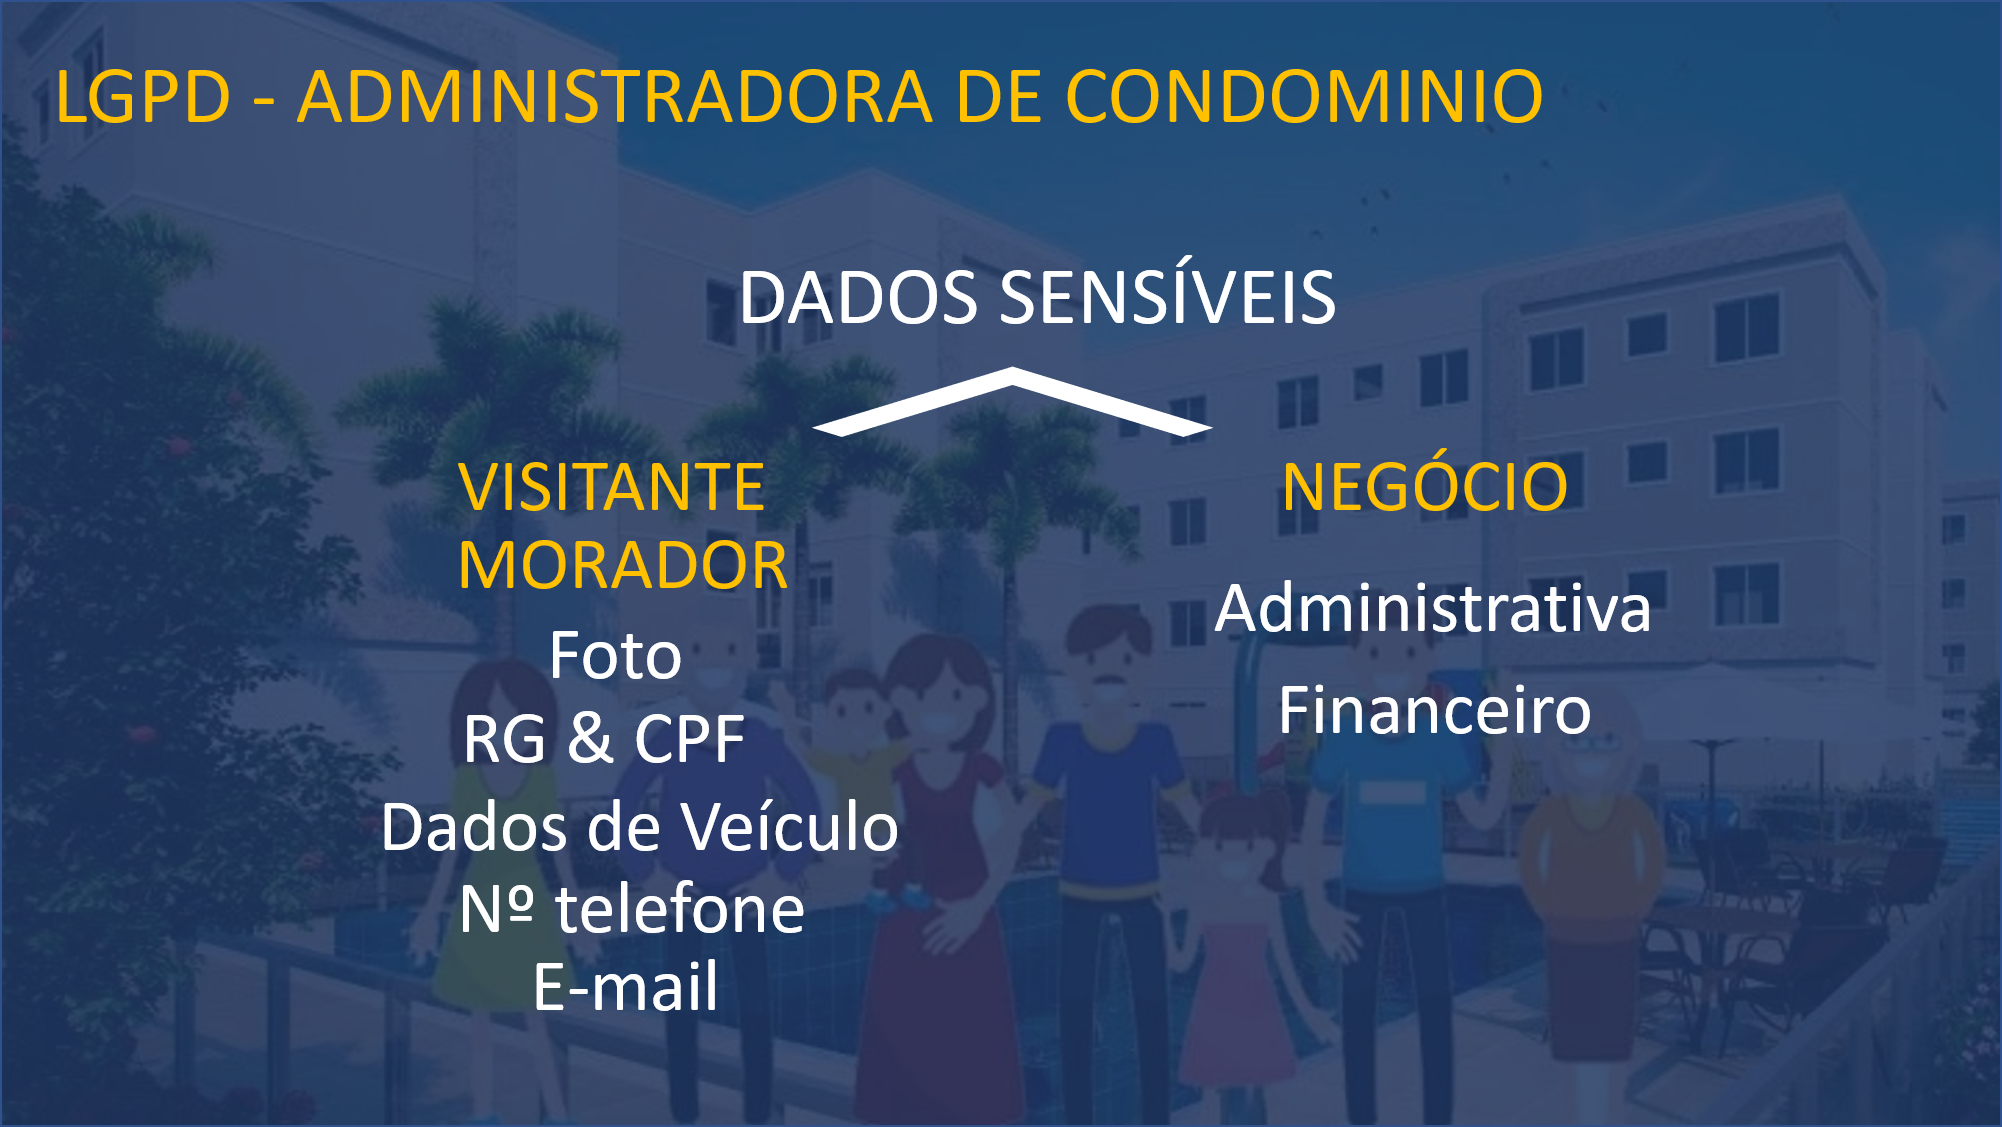 LGPD - ADMINISTRADORA DE CONDOMINIO
DADOS SENSÍVEIS
VISITANTE
MORADOR
Foto
RG & CPF
Dados de Veículo
Nº telefone
E-mail
NEGÓCIO
Administrativa
Financeiro